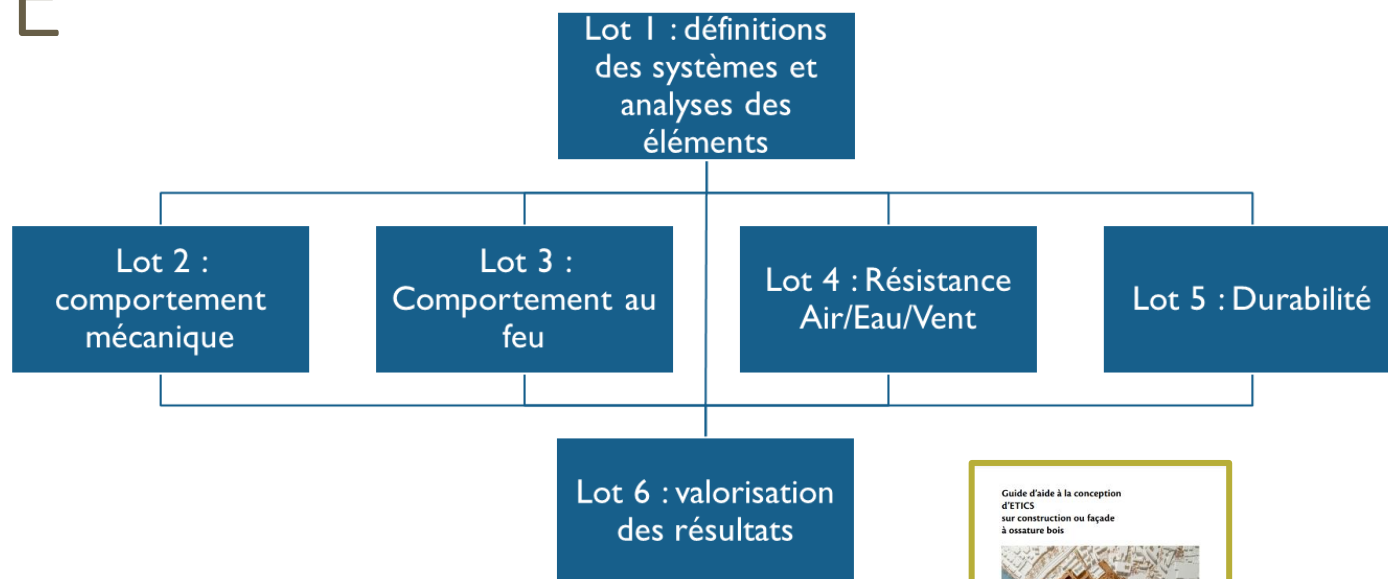 Lot 1 : définitions
des systèmes et
analyses des
éléments
Lot 2 :
comportement
mécanique
Lot 3 :
Comportement au
feu
Lot 4 : Résistance
Air/Eau/Vent
Lot 5 : Durabilité
Lot 6 : valorisation
des résultats
Guide d'aide à la conception
d'ETICS
sur construction ou façade
à ossature bois